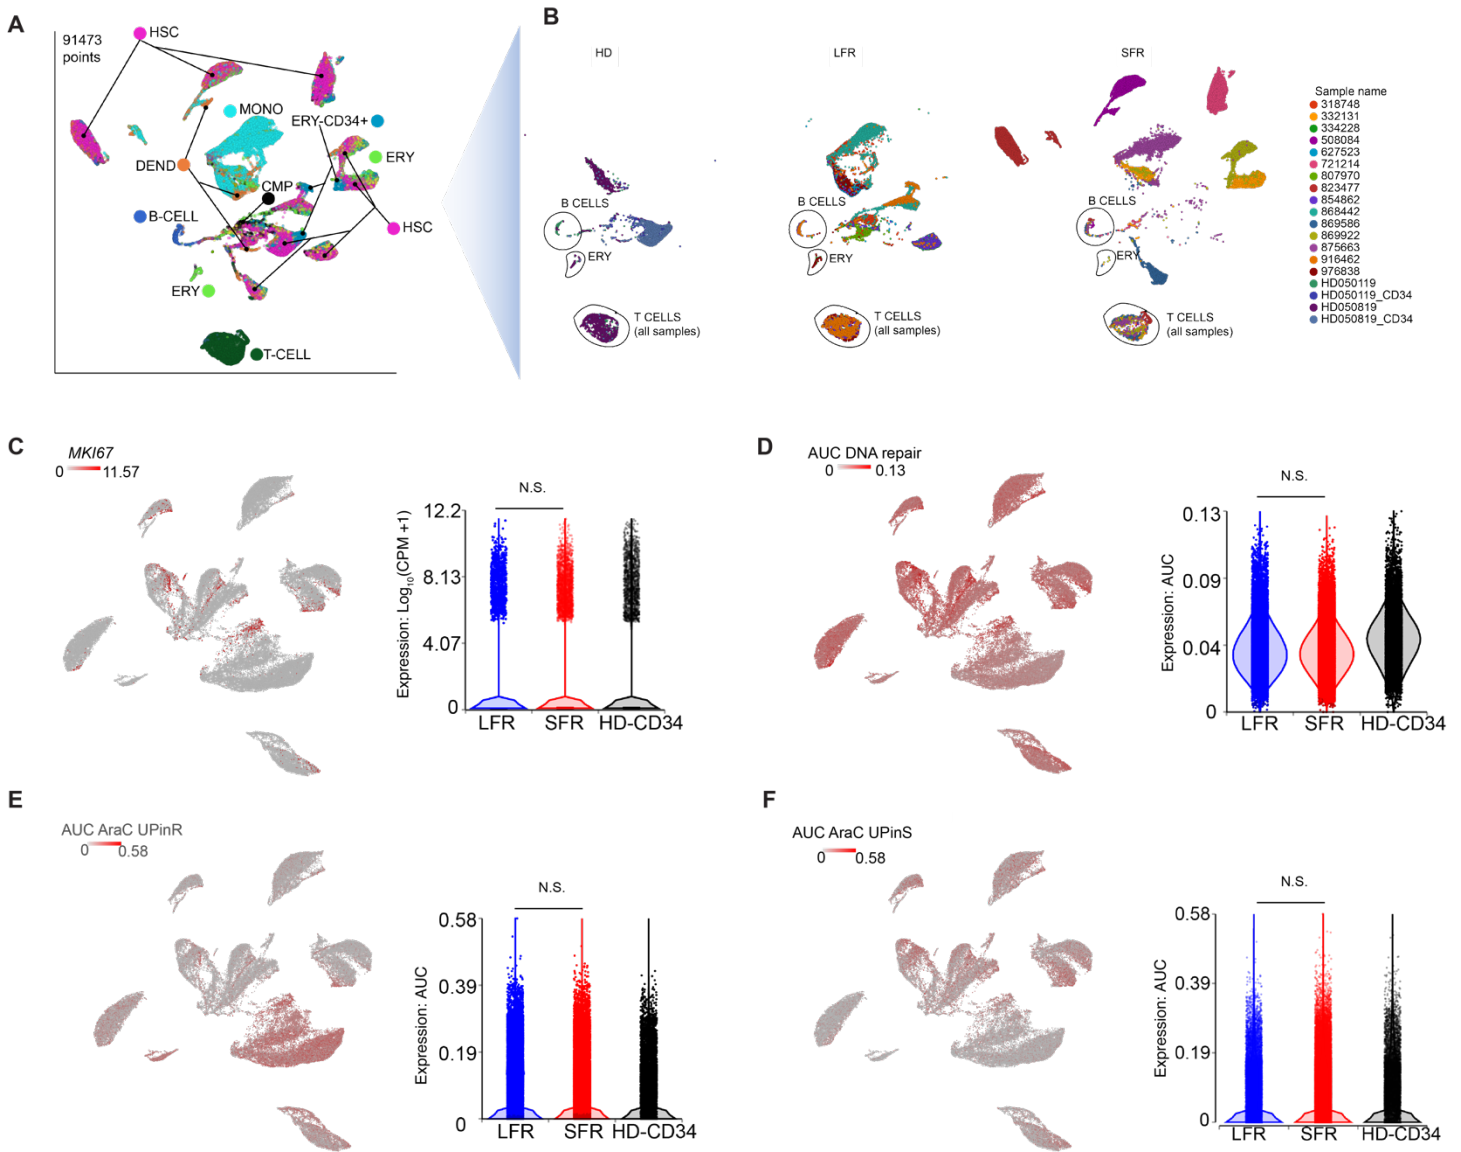 A
91473
points
HSC
MONO
ERY-CD34+
ERY
DEND
CMP
B-CELL
HSC
ERY
T-CELL
B
HD
LFR
SFR
B CELLS
ERY
T CELLS
(all samples)
B CELLS
ERY
T CELLS
(all samples)
B CELLS
ERY
T CELLS
(all samples)
Sample name
318748
332131
334228
508084
627523
721214
807970
823477
854862
868442
869586
869922
875663
916462
976838
HD050119
HD050119_CD34
HD050819
HD050819_CD34
C
MKI67
0 11.57
N.S.
Expression: Log10(CPM +1)
12.2
8.13
4.07
0
LFR SFR HD-CD34
D
AUC DNA repair
0 0.13
N.S.
Expression: AUC
0.13
0.09
0.04
0
LFR SFR HD-CD34
E
AUC AraC UPinR
0 0.58
N.S.
Expression: AUC
0.58
0.39
0.19
0
LFR SFR HD-CD34
F
AUC AraC UPinS
0 0.58
N.S.
Expression: AUC
0.58
0.39
0.19
0
LFR SFR HD-CD34